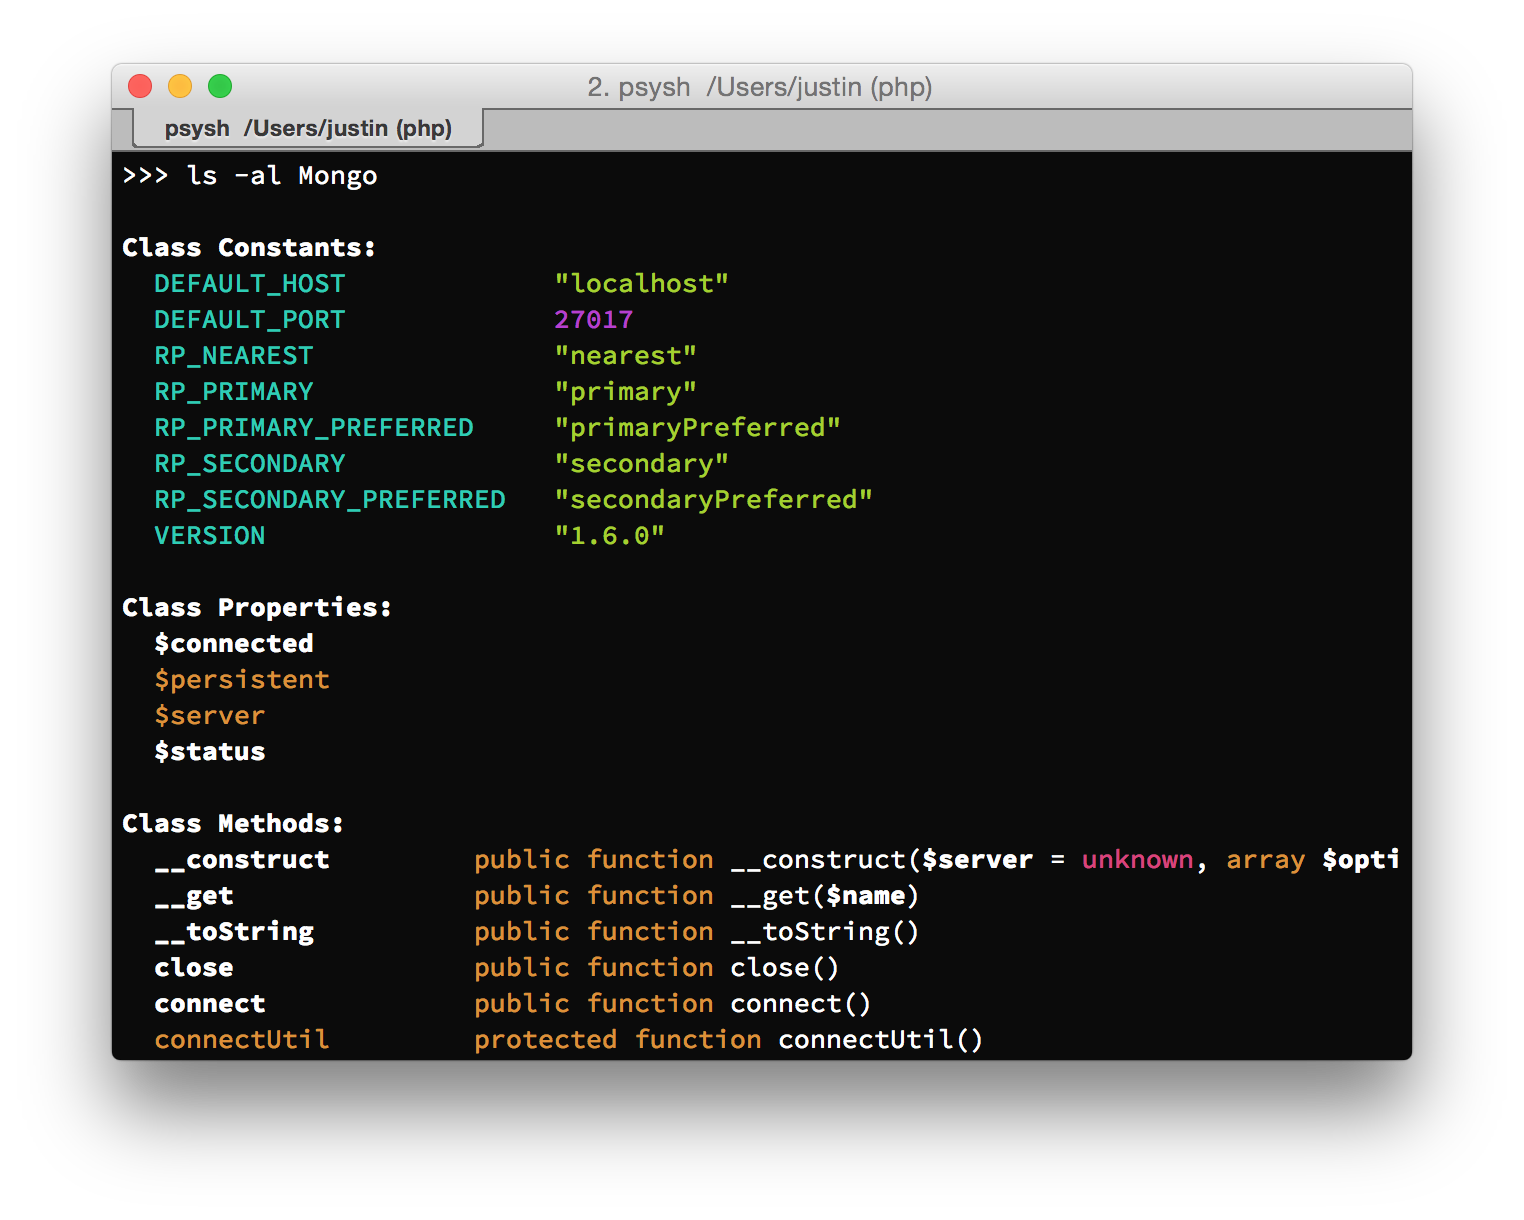 2. psysh  /Users/justin (php)
psysh  /Users/justin (php)
>>> ls -al Mongo
Class Constants:
DEFAULT_HOST "localhost"
DEFAULT_PORT 27017
RP_NEAREST "nearest"
RP_PRIMARY "primary"
RP_PRIMARY_PREFERRED "primaryPreferred"
RP_SECONDARY "secondary"
RP_SECONDARY_PREFERRED "secondaryPreferred"
VERSION "1.6.0"
Class Properties:
$connected
$persistent
$server
$status
Class Methods:
__construct public function __construct($server = unknown, array $opti
__get public function __get($name)
__toString public function __toString()
close public function close()
connect public function connect()
connectUtil protected function connectUtil()